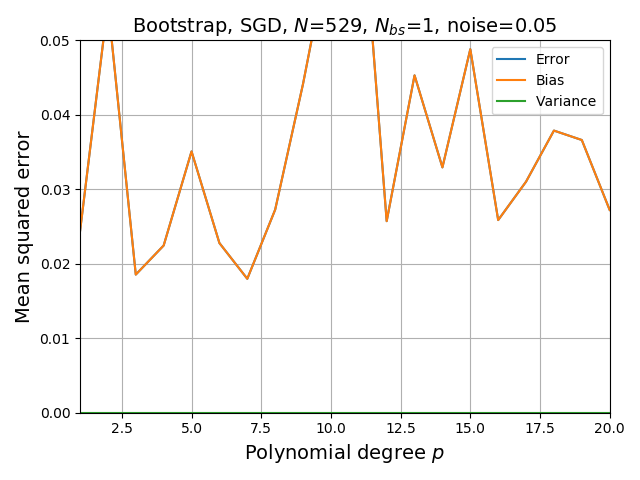 Bootstrap, SGD, N=529, N_bs=1, noise=0.05
Error
Bias
Variance
Mean squared error
0.05
0.04
0.03
0.02
0.01
0.00
2.5 5.0 7.5 10.0 12.5 15.0 17.5 20.0
Polynomial degree p